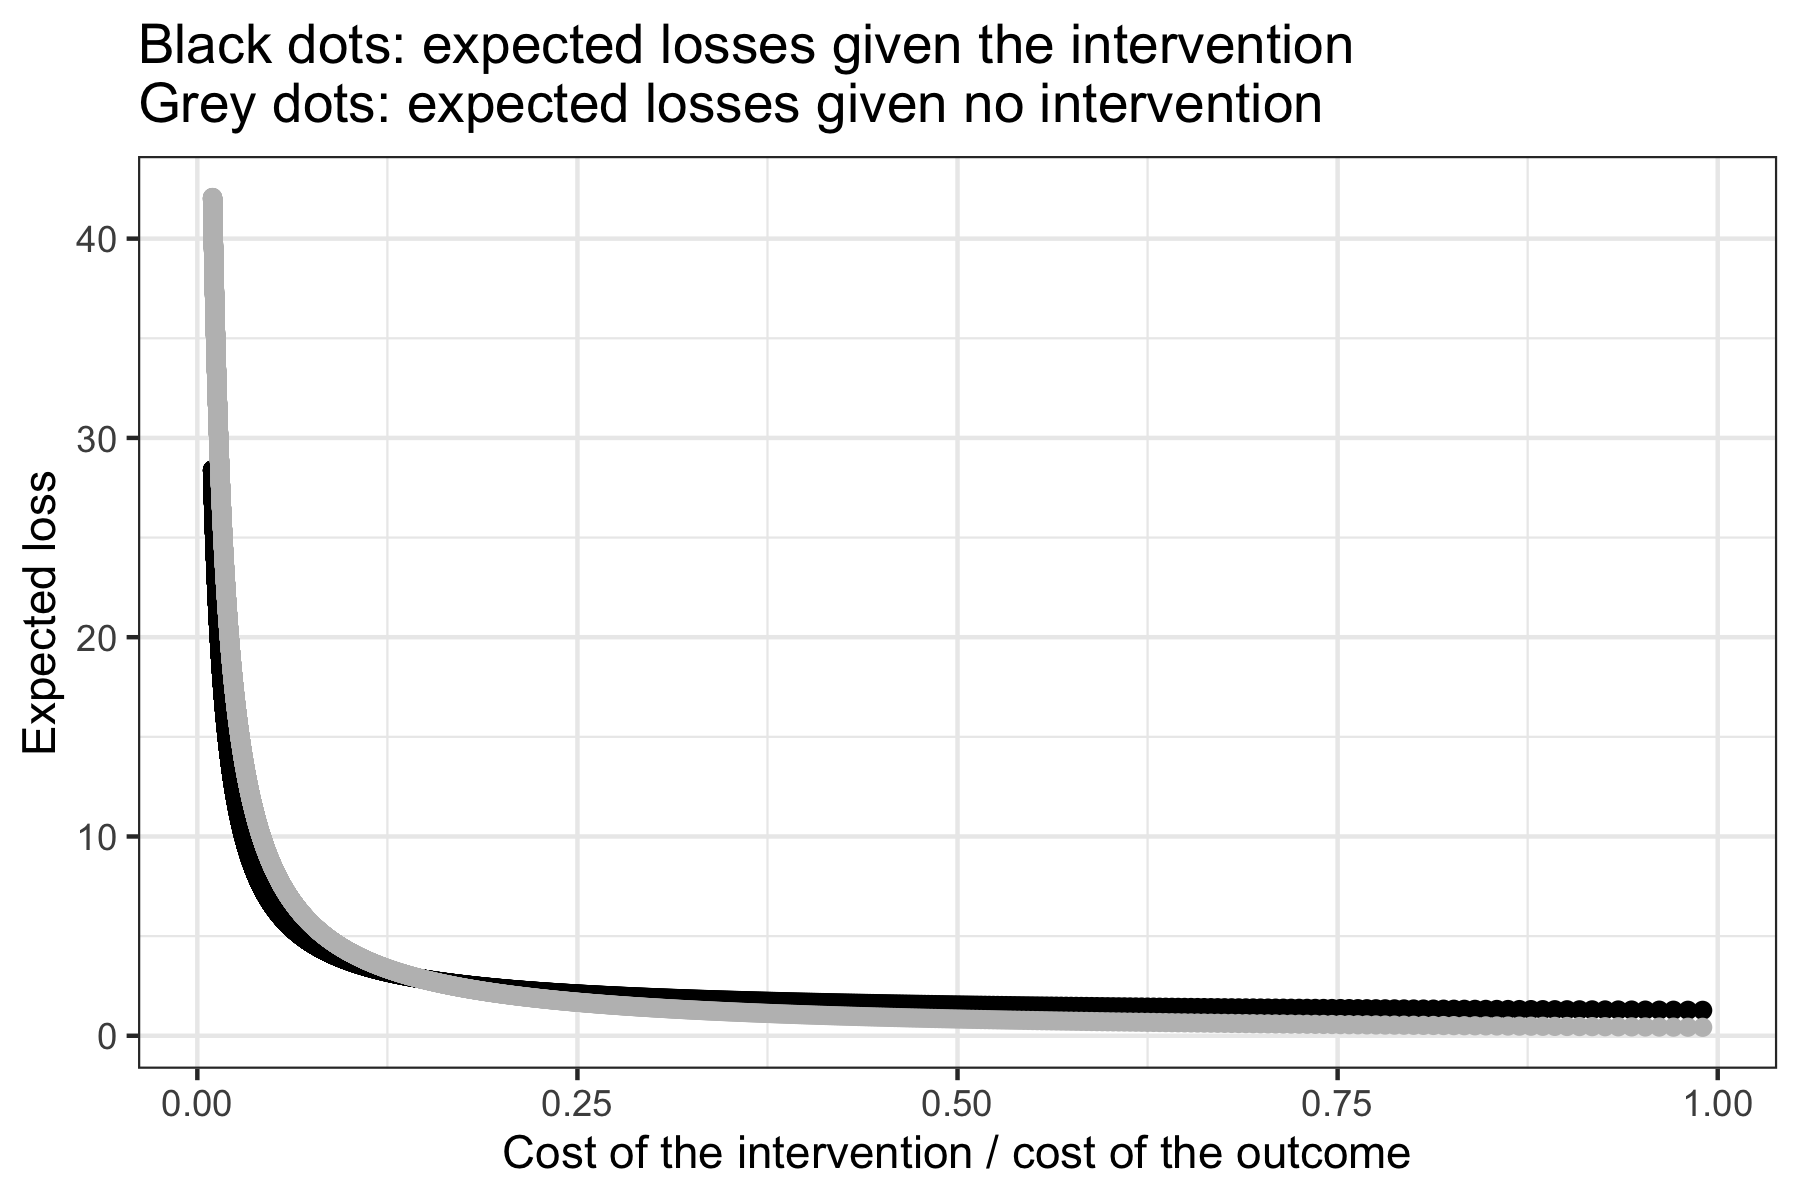 Black dots: expected losses given the intervention
Grey dots: expected losses given no intervention
Expected loss
40
30
20
10
0
0.00
0.25
0.50
0.75
1.00
Cost of the intervention / cost of the outcome